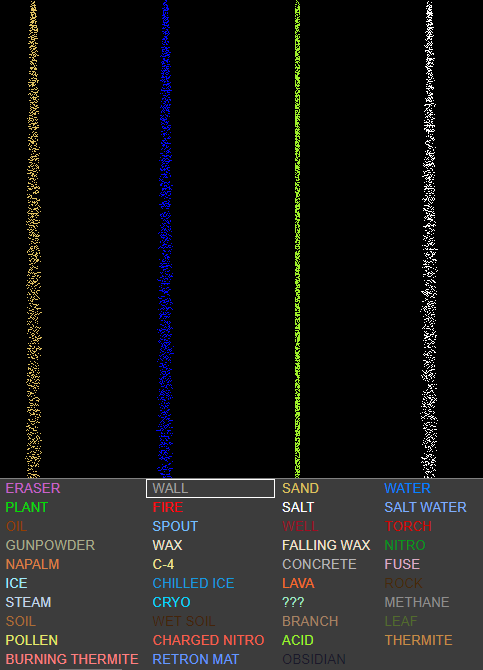 ERASER WALL SAND WATER
PLANT FIRE SALT SALT WATER
OIL SPOUT WELL TORCH
GUNPOWDER WAX FALLING WAX NITRO
NAPALM C-4 CONCRETE FUSE
ICE CHILLED ICE LAVA ROCK
STEAM CRYO ??? METHANE
SOIL WET SOIL BRANCH LEAF
POLLEN CHARGED NITRO ACID THERMITE
BURNING THERMITE RETRON MAT OBSIDIAN